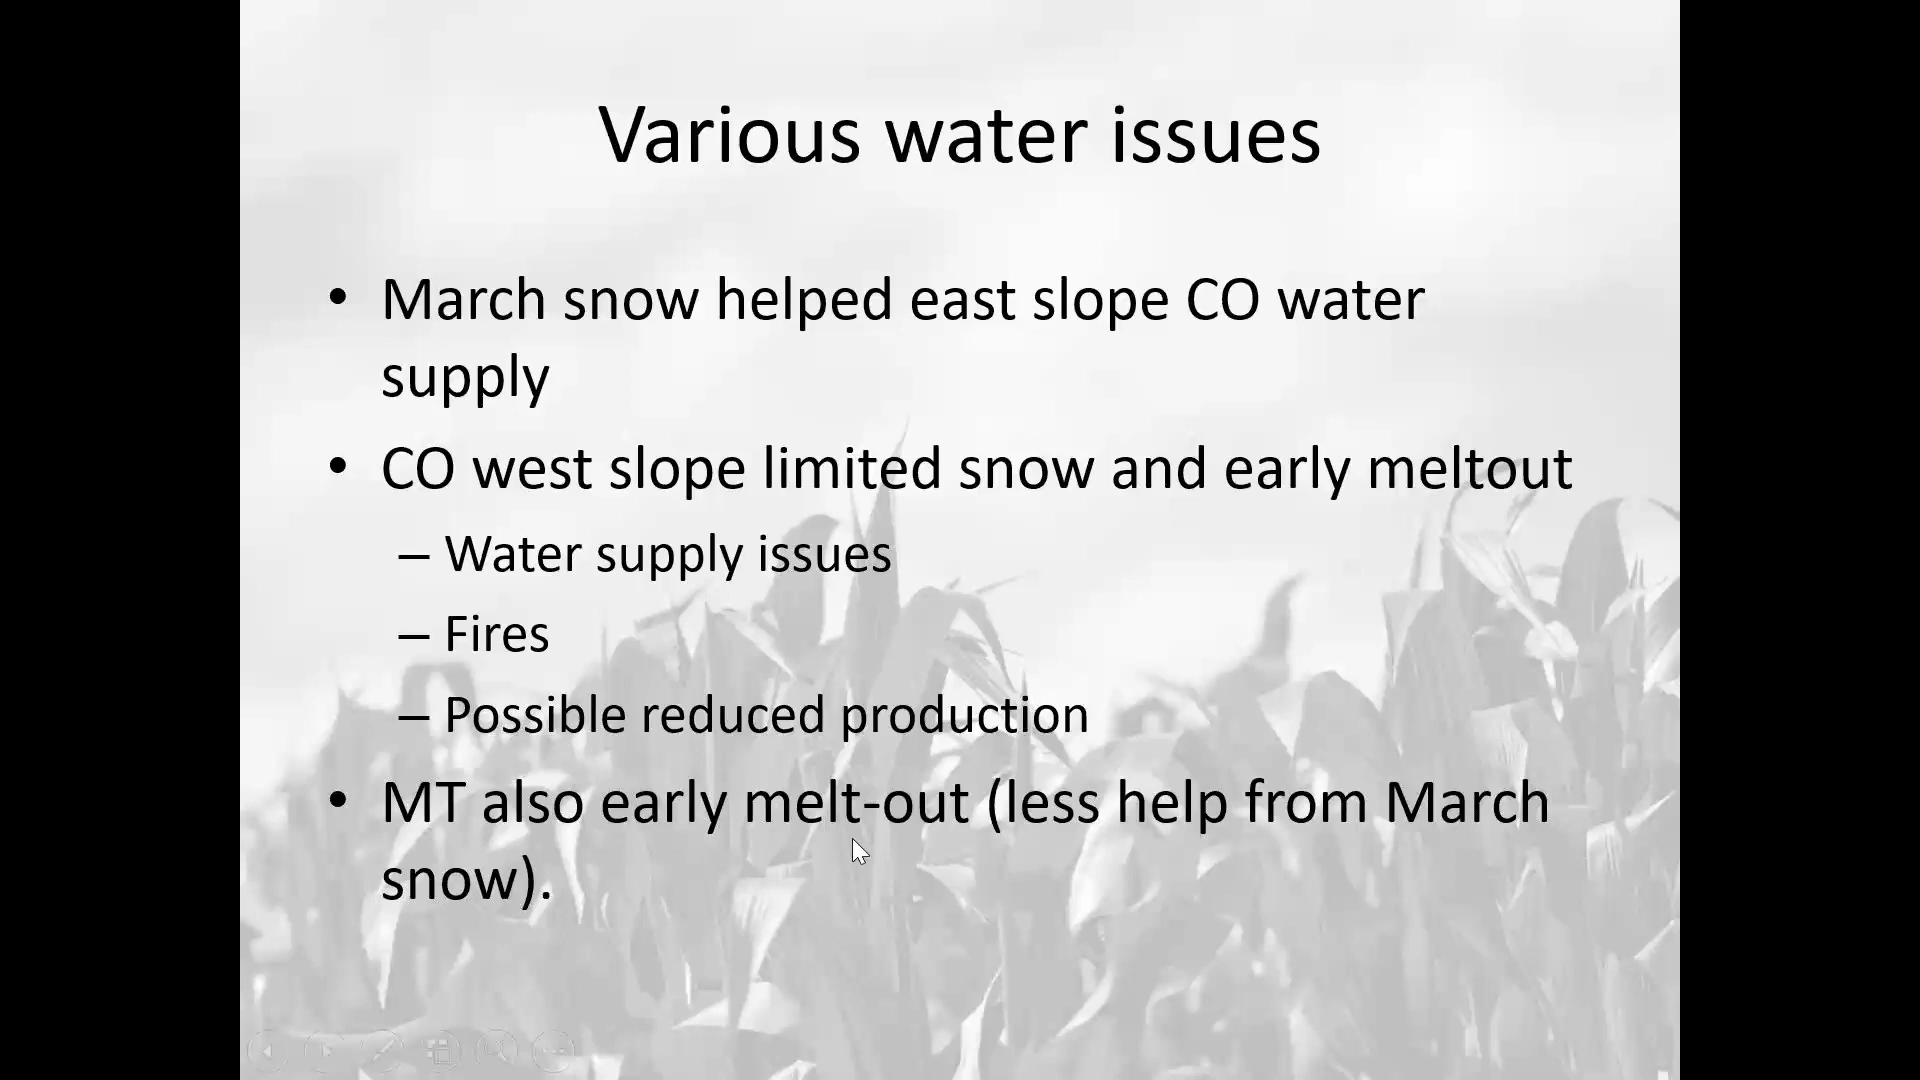 Various water issues
• March snow helped east slope CO water
supply
• CO west slope limited snow and early meltout
– Water supply issues
– Fires
– Possible reduced production
• MT also early melt-out (less help from March
snow).